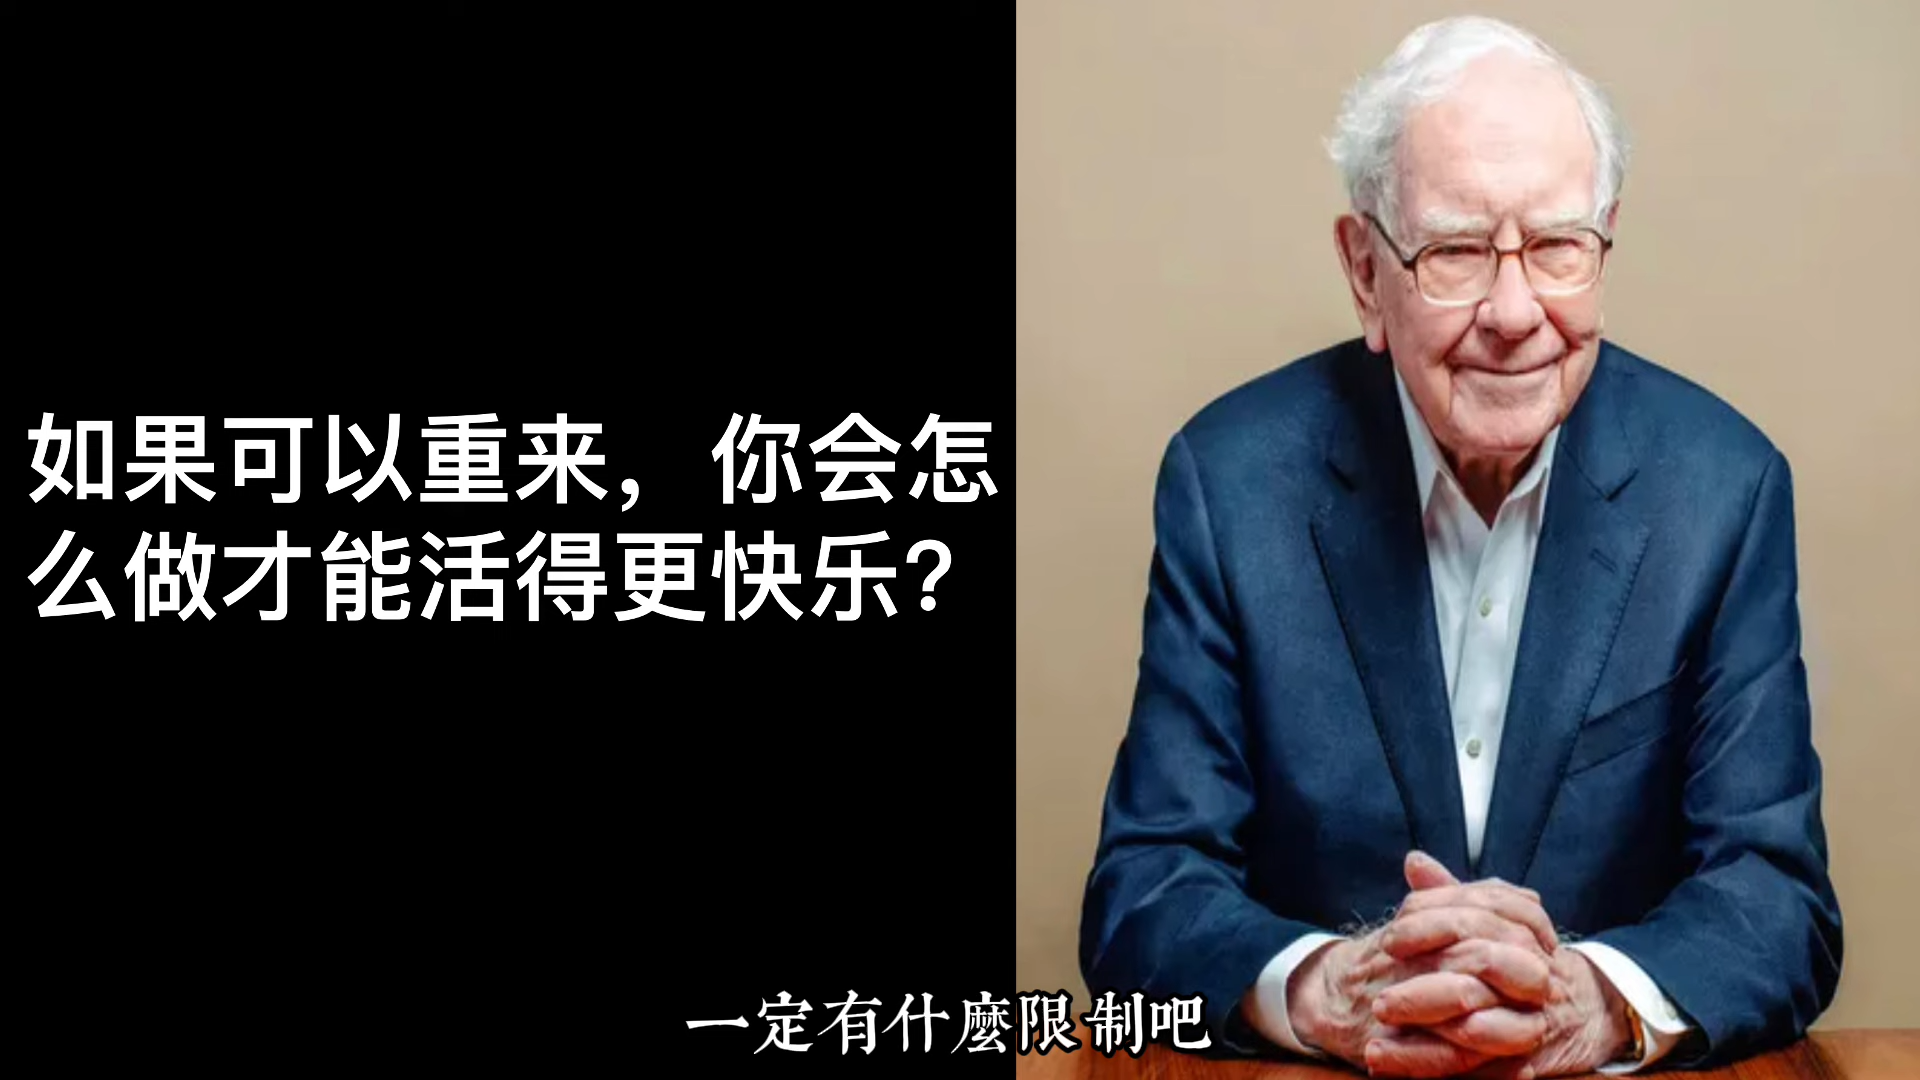 如果可以重来，你会怎
么做才能活得更快乐？
一定有什麼限制吧